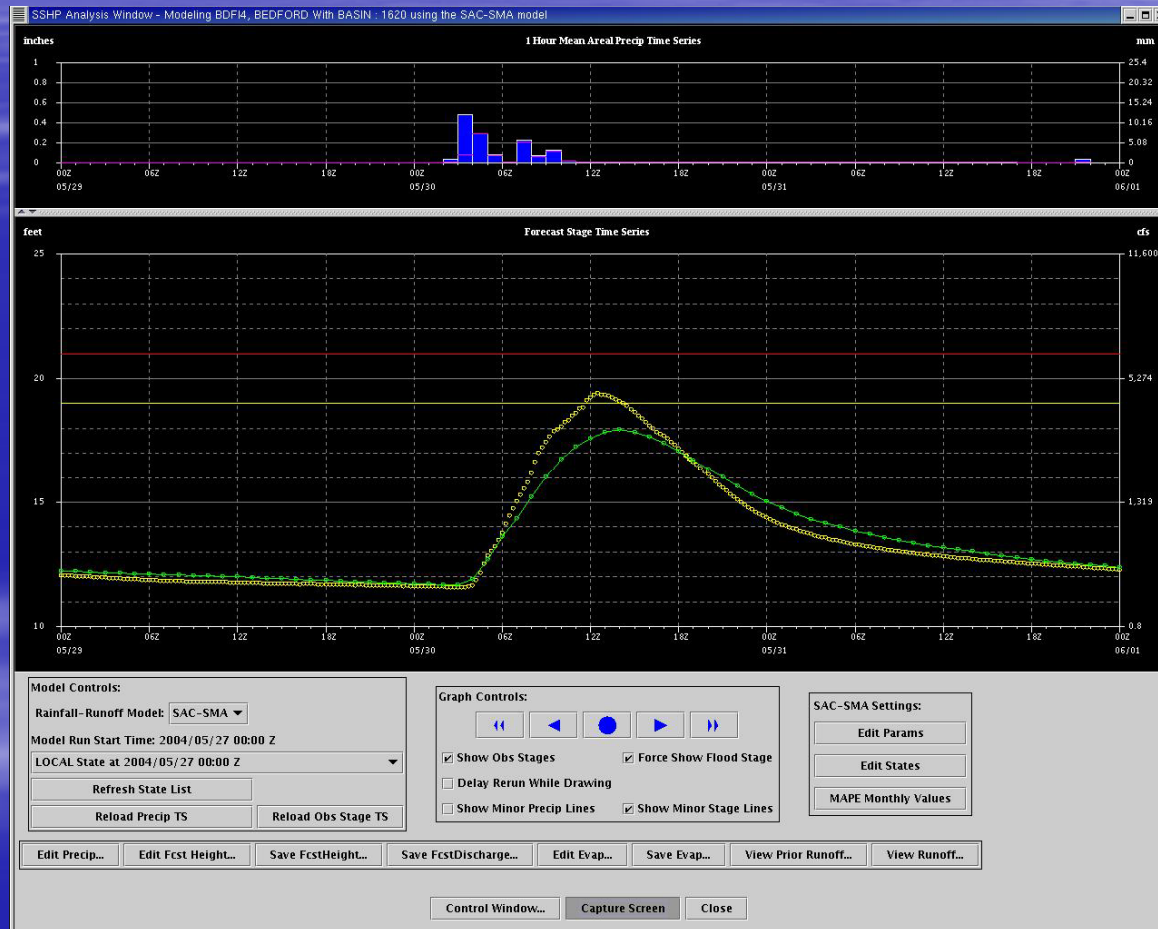 SSHP Analysis Window - Modeling BDFI4, BEDFORD With BASIN : 1620 using the SAC-SMA model
inches 1 Hour Mean Areal Precip Time Series mm
1 25.4
0.8 20.32
0.6 15.24
0.4 10.16
0.2 5.08
0 0
00Z 06Z 12Z 18Z 00Z 06Z 12Z 18Z 00Z 06Z 12Z 18Z 00Z
05/29 05/30 05/31 06/01
feet Forecast Stage Time Series cfs
25 11,600
20 5,274
15 1,319
10 0.8
00Z 06Z 12Z 18Z 00Z 06Z 12Z 18Z 00Z 06Z 12Z 18Z 00Z
05/29 05/30 05/31 06/01
Model Controls:
Rainfall-Runoff Model: SAC-SMA
Model Run Start Time: 2004/05/27 00:00 Z
LOCAL State at 2004/05/27 00:00 Z
Refresh State List
Reload Precip TS Reload Obs Stage TS
Graph Controls:
Show Obs Stages Force Show Flood Stage
Delay Rerun While Drawing
Show Minor Precip Lines Show Minor Stage Lines
SAC-SMA Settings:
Edit Params
Edit States
MAPE Monthly Values
Edit Precip... Edit Fcst Height... Save FcstHeight... Save FcstDischarge... Edit Evap... Save Evap... View Prior Runoff... View Runoff...
Control Window... Capture Screen Close